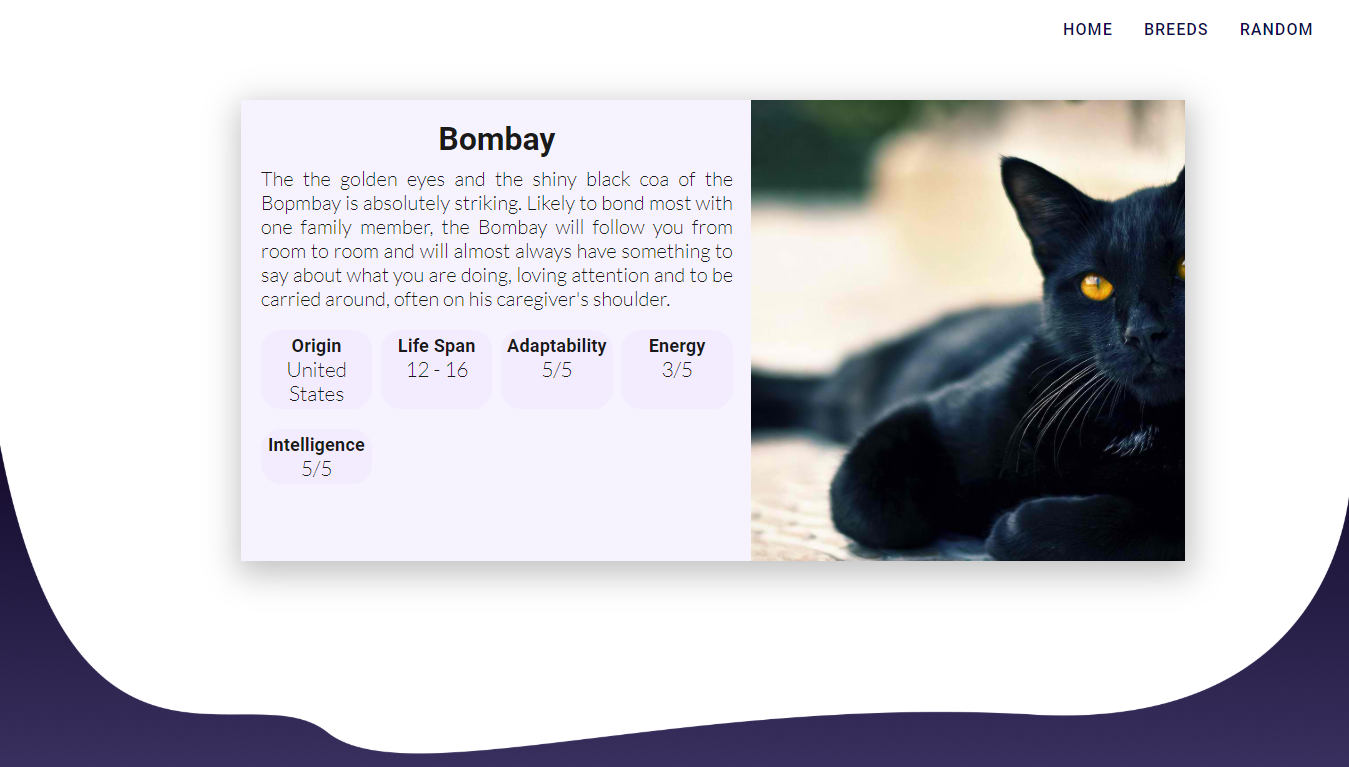 HOME BREEDS RANDOM
Bombay
The the golden eyes and the shiny black coa of the
Bopmbay is absolutely striking. Likely to bond most with
one family member, the Bombay will follow you from
room to room and will almost always have something to
say about what you are doing, loving attention and to be
carried around, often on his caregiver's shoulder.
Origin
United
States
Life Span
12 - 16
Adaptability
5/5
Energy
3/5
Intelligence
5/5